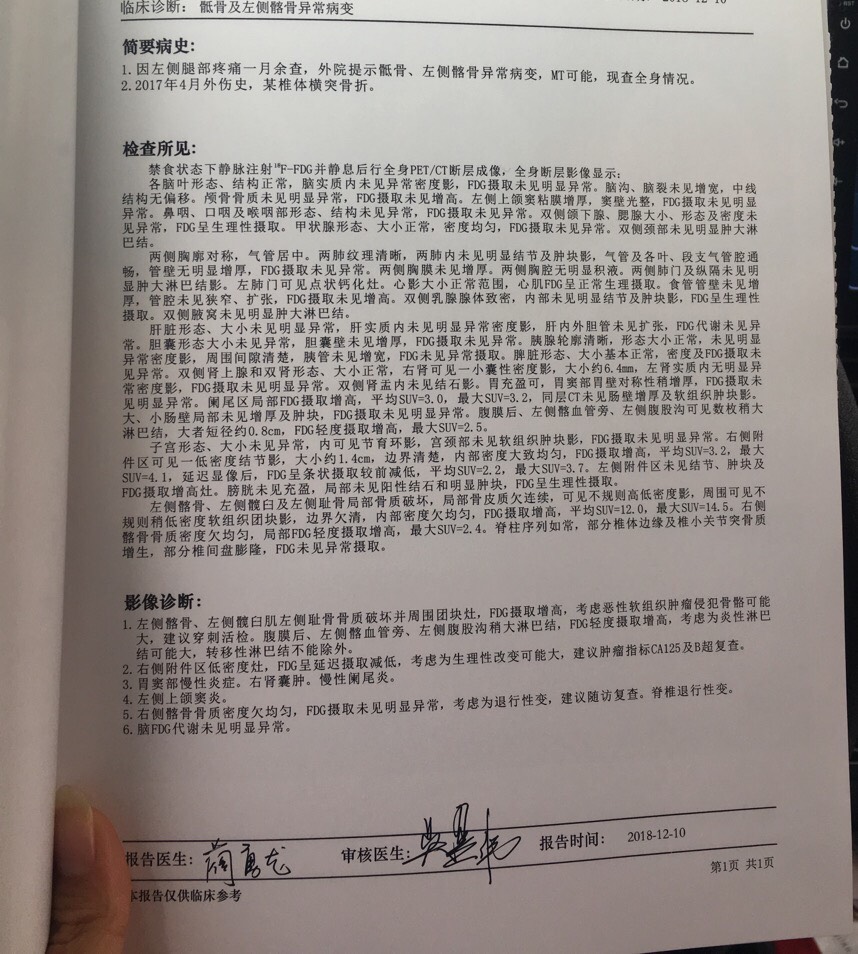 临床诊断：骶骨及左侧髂骨异常病变
2018-12-10
简要病史：
1.因左侧腿部疼痛一月余查，外院提示骶骨、左侧髂骨异常病变，MT可能，现查全身情况。
2.2017年4月外伤史，某椎体横突骨折。
检查所见：
禁食状态下静脉注射¹⁸F-FDG并静息后行全身PET/CT断层成像，全身断层影像显示：
各脑叶形态、结构正常，脑实质内未见异常密度影，FDG摄取未见明显异常。脑沟、脑裂未见增宽，中线
结构无偏移。颅骨骨质未见明显异常，FDG摄取未见增高。左侧上颌窦粘膜增厚，窦壁光整，FDG摄取未见明显
异常。鼻咽、口咽及喉咽部形态、结构未见异常，FDG摄取未见异常。双侧颌下腺、腮腺大小、形态及密度未
见异常，FDG呈生理性摄取。甲状腺形态、大小正常，密度均匀，FDG摄取未见异常。双侧颈部未见明显肿大淋
巴结。
两侧胸廓对称，气管居中。两肺纹理清晰，两肺内未见明显结节及肿块影，气管及各叶、段支气管腔通
畅，管壁无明显增厚，FDG摄取未见异常。两侧胸膜未见增厚。两侧胸腔无明显积液。两侧肺门及纵隔未见明
显肿大淋巴结影。左肺门可见点状钙化灶。心影大小正常范围，心肌FDG呈正常生理摄取。食管管壁未见增
厚，管腔未见狭窄、扩张，FDG摄取未见增高。双侧乳腺腺体致密，内部未见明显结节及肿块影，FDG呈生理性
摄取。双侧腋窝未见明显肿大淋巴结。
肝脏形态、大小未见明显异常，肝实质内未见明显异常密度影，肝内外胆管未见扩张，FDG代谢未见异
常。胆囊形态大小未见异常，胆囊壁未见增厚，FDG摄取未见异常。胰腺轮廓清晰，形态大小正常，未见明显
异常密度影，周围间隙清楚，胰管未见增宽，FDG未见异常摄取。脾脏形态、大小基本正常，密度及FDG摄取未
见异常。双侧肾上腺和双肾形态、大小正常，右肾可见一小囊性密度影，大小约6.4mm，左肾实质内无明显异
常密度影，FDG摄取未见明显异常。双侧肾盂内未见结石影。胃充盈可，胃窦部胃壁对称性稍增厚，FDG摄取未
见明显异常。阑尾区局部FDG摄取增高，平均SUV=3.0，最大SUV=3.2，同层CT未见肠壁增厚及软组织肿块影。
大、小肠壁局部未见增厚及肿块，FDG摄取未见明显异常。腹膜后、左侧髂血管旁、左侧腹股沟可见数枚稍大
淋巴结，大者短径约0.8cm，FDG轻度摄取增高，最大SUV=2.5。
子宫形态、大小未见异常，内可见节育环影，宫颈部未见软组织肿块影，FDG摄取未见明显异常。右侧附
件区可见一低密度结节影，大小约1.4cm，边界清楚，内部密度大致均匀，FDG摄取增高，平均SUV=3.2，最大
SUV=4.1，延迟显像后，FDG呈条状摄取较前减低，平均SUV=2.2，最大SUV=3.7。左侧附件区未见结节、肿块及
FDG摄取增高灶。膀胱未见充盈，局部未见阳性结石和明显肿块，FDG呈生理性摄取。
左侧髂骨、左侧髋臼及左侧耻骨局部骨质破坏，局部骨皮质欠连续，可见不规则高低密度影，周围可见不
规则稍低密度软组织团块影，边界欠清，内部密度欠均匀，FDG摄取增高，平均SUV=12.0，最大SUV=14.5。右侧
髂骨骨质密度欠均匀，局部FDG轻度摄取增高，最大SUV=2.4。脊柱序列如常，部分椎体边缘及椎小关节突骨质
增生，部分椎间盘膨隆，FDG未见异常摄取。
影像诊断：
1.左侧髂骨、左侧髋臼肌左侧耻骨骨质破坏并周围团块灶，FDG摄取增高，考虑恶性软组织肿瘤侵犯骨骼可能
大，建议穿刺活检。腹膜后、左侧髂血管旁、左侧腹股沟稍大淋巴结，FDG轻度摄取增高，考虑为炎性淋巴
结可能大，转移性淋巴结不能除外。
2.右侧附件区低密度灶，FDG呈延迟摄取减低，考虑为生理性改变可能大，建议肿瘤指标CA125及B超复查。
3.胃窦部慢性炎症。右肾囊肿。慢性阑尾炎。
4.左侧上颌窦炎。
5.右侧髂骨骨质密度欠均匀，FDG摄取未见明显异常，考虑为退行性变，建议随访复查。脊椎退行性变。
6.脑FDG代谢未见明显异常。
报告医生： 审核医生： 报告时间： 2018-12-10
第1页 共1页
本报告仅供临床参考